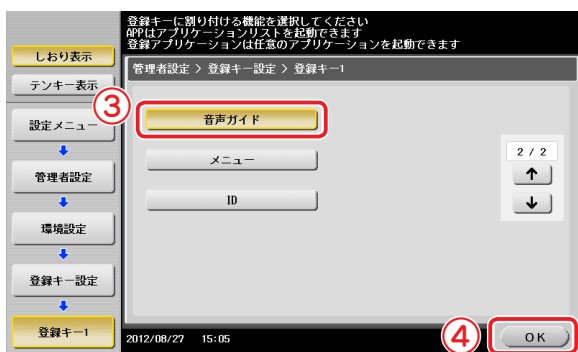 登録キーに割り付ける機能を選択してください
APPはアプリケーションリストを起動できます
登録アプリケーションは任意のアプリケーションを起動できます
しおり表示
テンキー表示
管理者設定 > 登録キー設定 > 登録キー1
③
音声ガイド
設定メニュー
メニュー
2 / 2
↑
管理者設定
ID
↓
環境設定
登録キー設定
登録キー1
2012/08/27 15:05
④
OK